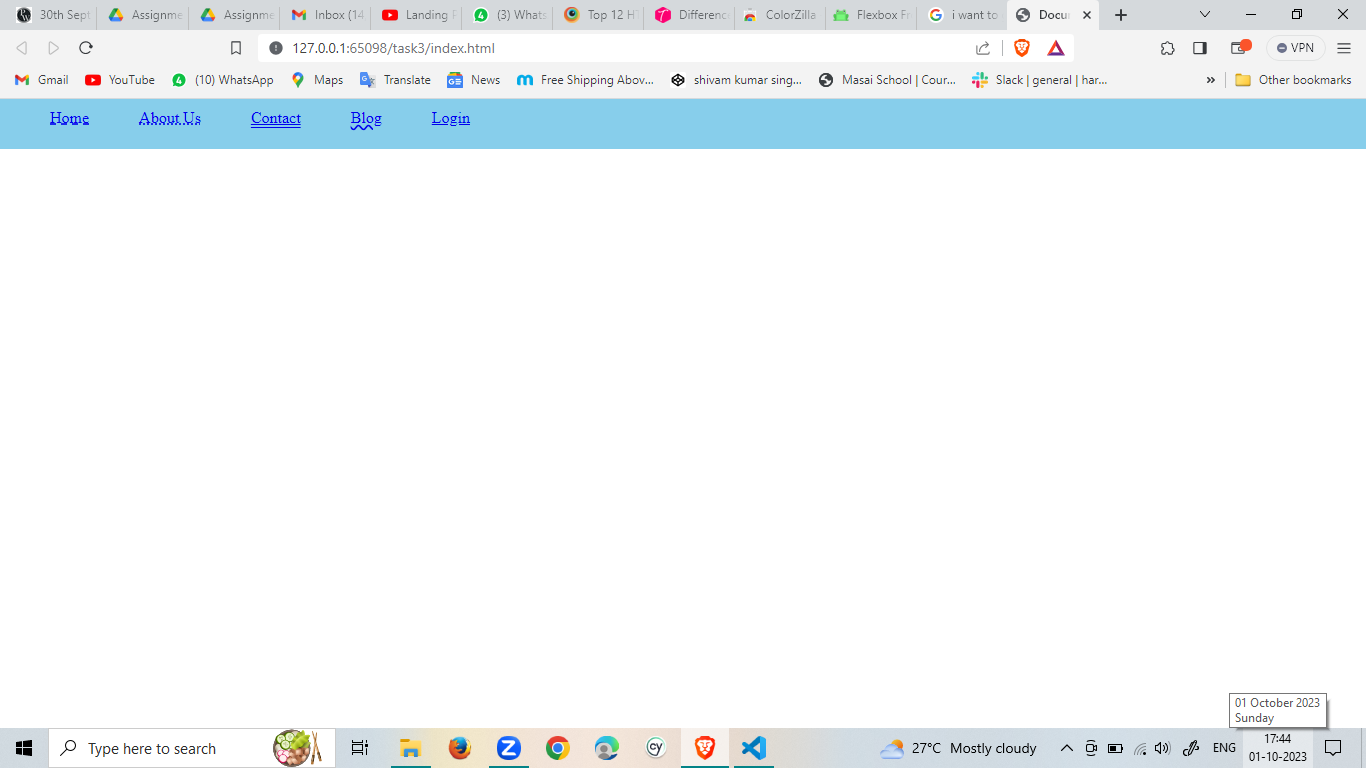 30th Sept Assignme Assignme Inbox (14 Landing P (3) Whats Top 12 HT Difference ColorZilla Flexbox Fr i want to Docu
127.0.0.1:65098/task3/index.html VPN
Gmail YouTube (10) WhatsApp Maps Translate News Free Shipping Abov... shivam kumar sing... Masai School | Cour... Slack | general | har... » Other bookmarks
Home About Us Contact Blog Login
01 October 2023
Sunday
Type here to search cy 27°C Mostly cloudy ENG 17:44
01-10-2023